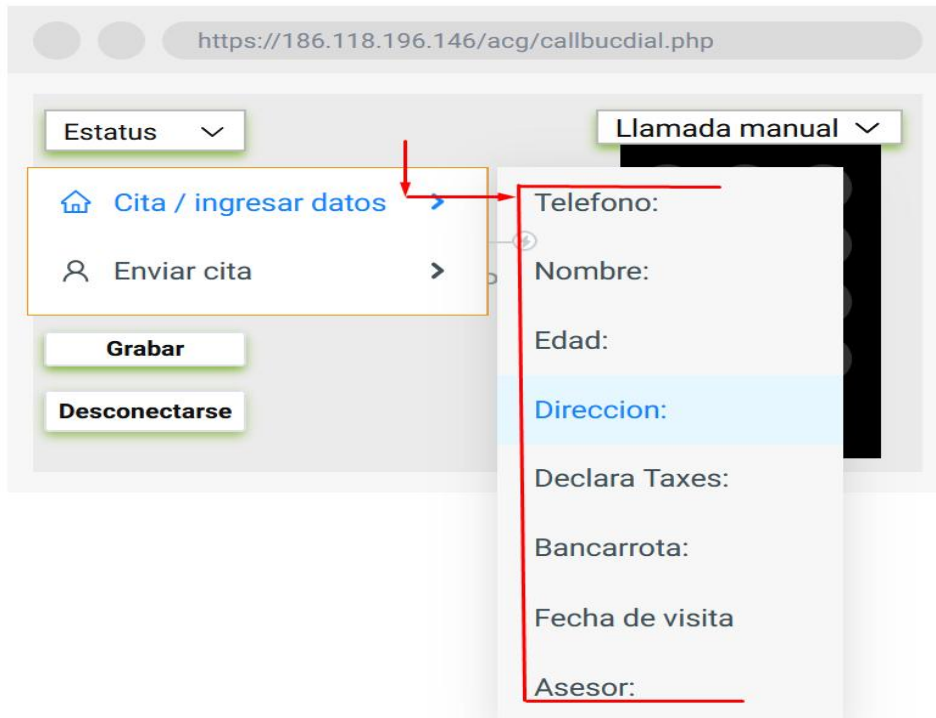 https://186.118.196.146/acg/callbucdial.php
Estatus
Llamada manual
Cita / ingresar datos
Enviar cita
Grabar
Desconectarse
Telefono:
Nombre:
Edad:
Direccion:
Declara Taxes:
Bancarrota:
Fecha de visita
Asesor: